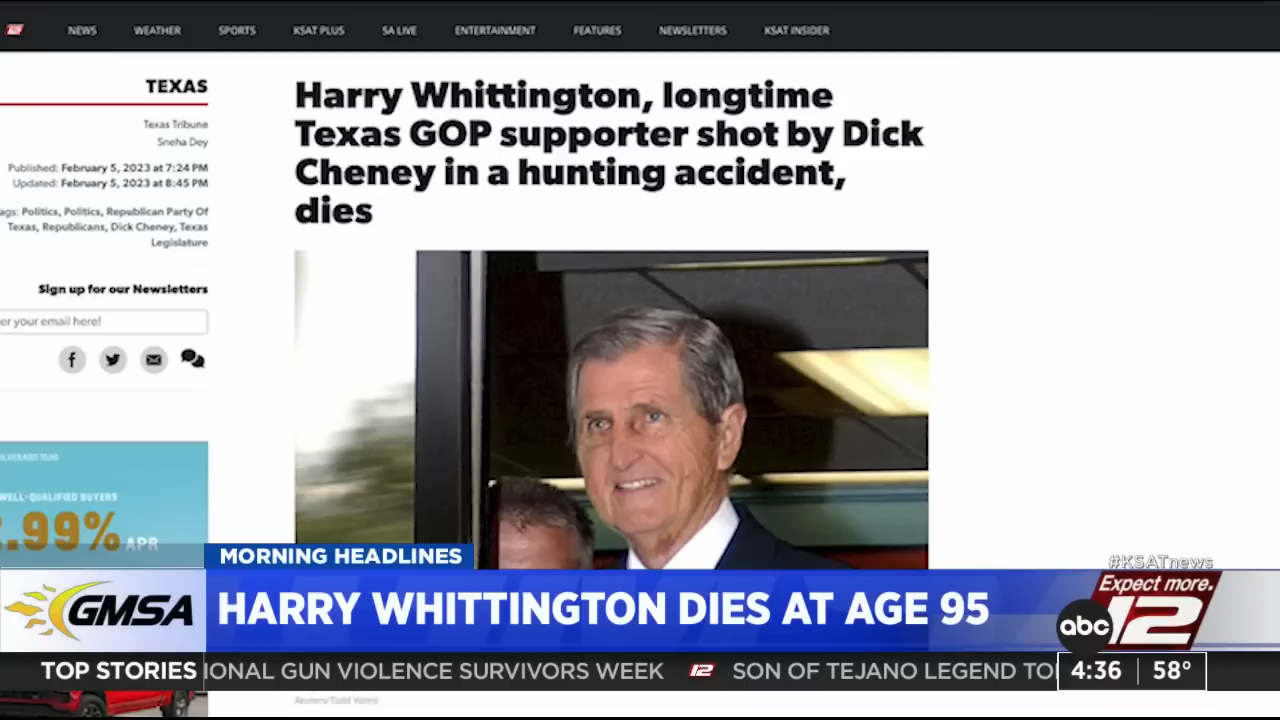 12
NEWS WEATHER SPORTS KSAT PLUS SA LIVE ENTERTAINMENT FEATURES NEWSLETTERS KSAT INSIDER
TEXAS
Texas Tribune
Sneha Dey
Published: February 5, 2023 at 7:24 PM
Updated: February 5, 2023 at 8:45 PM
ags: Politics, Politics, Republican Party Of
Texas, Republicans, Dick Cheney, Texas
Legislature
Sign up for our Newsletters
er your email here!
Harry Whittington, longtime
Texas GOP supporter shot by Dick
Cheney in a hunting accident,
dies
WELL-QUALIFIED BUYERS
.99% APR
MORNING HEADLINES
#KSATnews
GMSA
HARRY WHITTINGTON DIES AT AGE 95
Expect more.
abc 12
TOP STORIES IONAL GUN VIOLENCE SURVIVORS WEEK 12 SON OF TEJANO LEGEND TO
4:36 58°